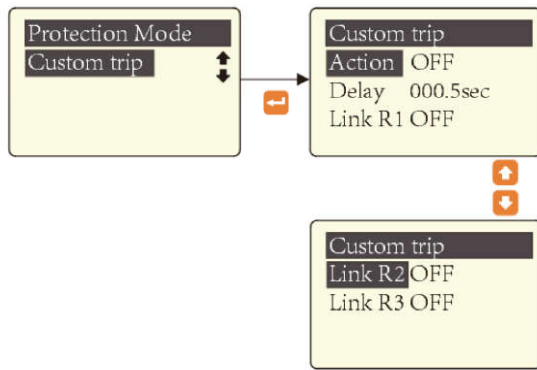 Protection Mode
Custom trip
Custom trip
Action OFF
Delay 000.5sec
Link R1 OFF
Custom trip
Link R2 OFF
Link R3 OFF